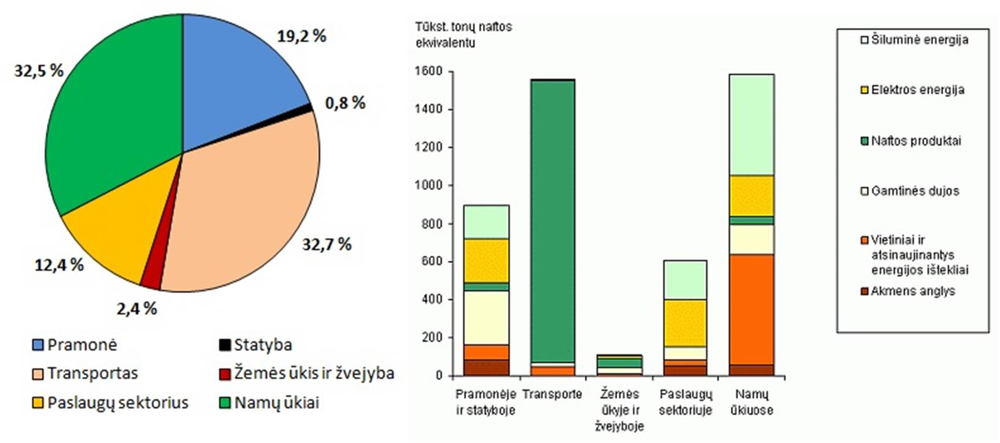 19,2 %
0,8 %
32,7 %
2,4 %
12,4 %
32,5 %
Pramonė
Statyba
Transportas
Žemės ūkis ir žvejyba
Paslaugų sektorius
Namų ūkiai
Tūkst. tonų naftos
ekvivalentu
1600
1400
1200
1000
800
600
400
200
0
Pramonėje
ir statyboje
Transporte
Žemės
ūkyje ir
žvejyboje
Paslaugų
sektoriuje
Namų
ūkiuose
Šiluminė energija
Elektros energija
Naftos produktai
Gamtinės dujos
Vietiniai ir
atsinaujinantys
energijos ištekliai
Akmens anglys